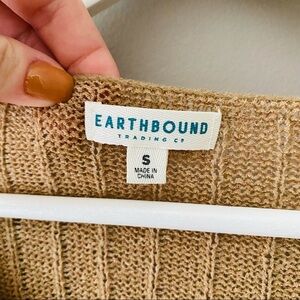 EARTHBOUND
TRADING CO
S
MADE IN
CHINA